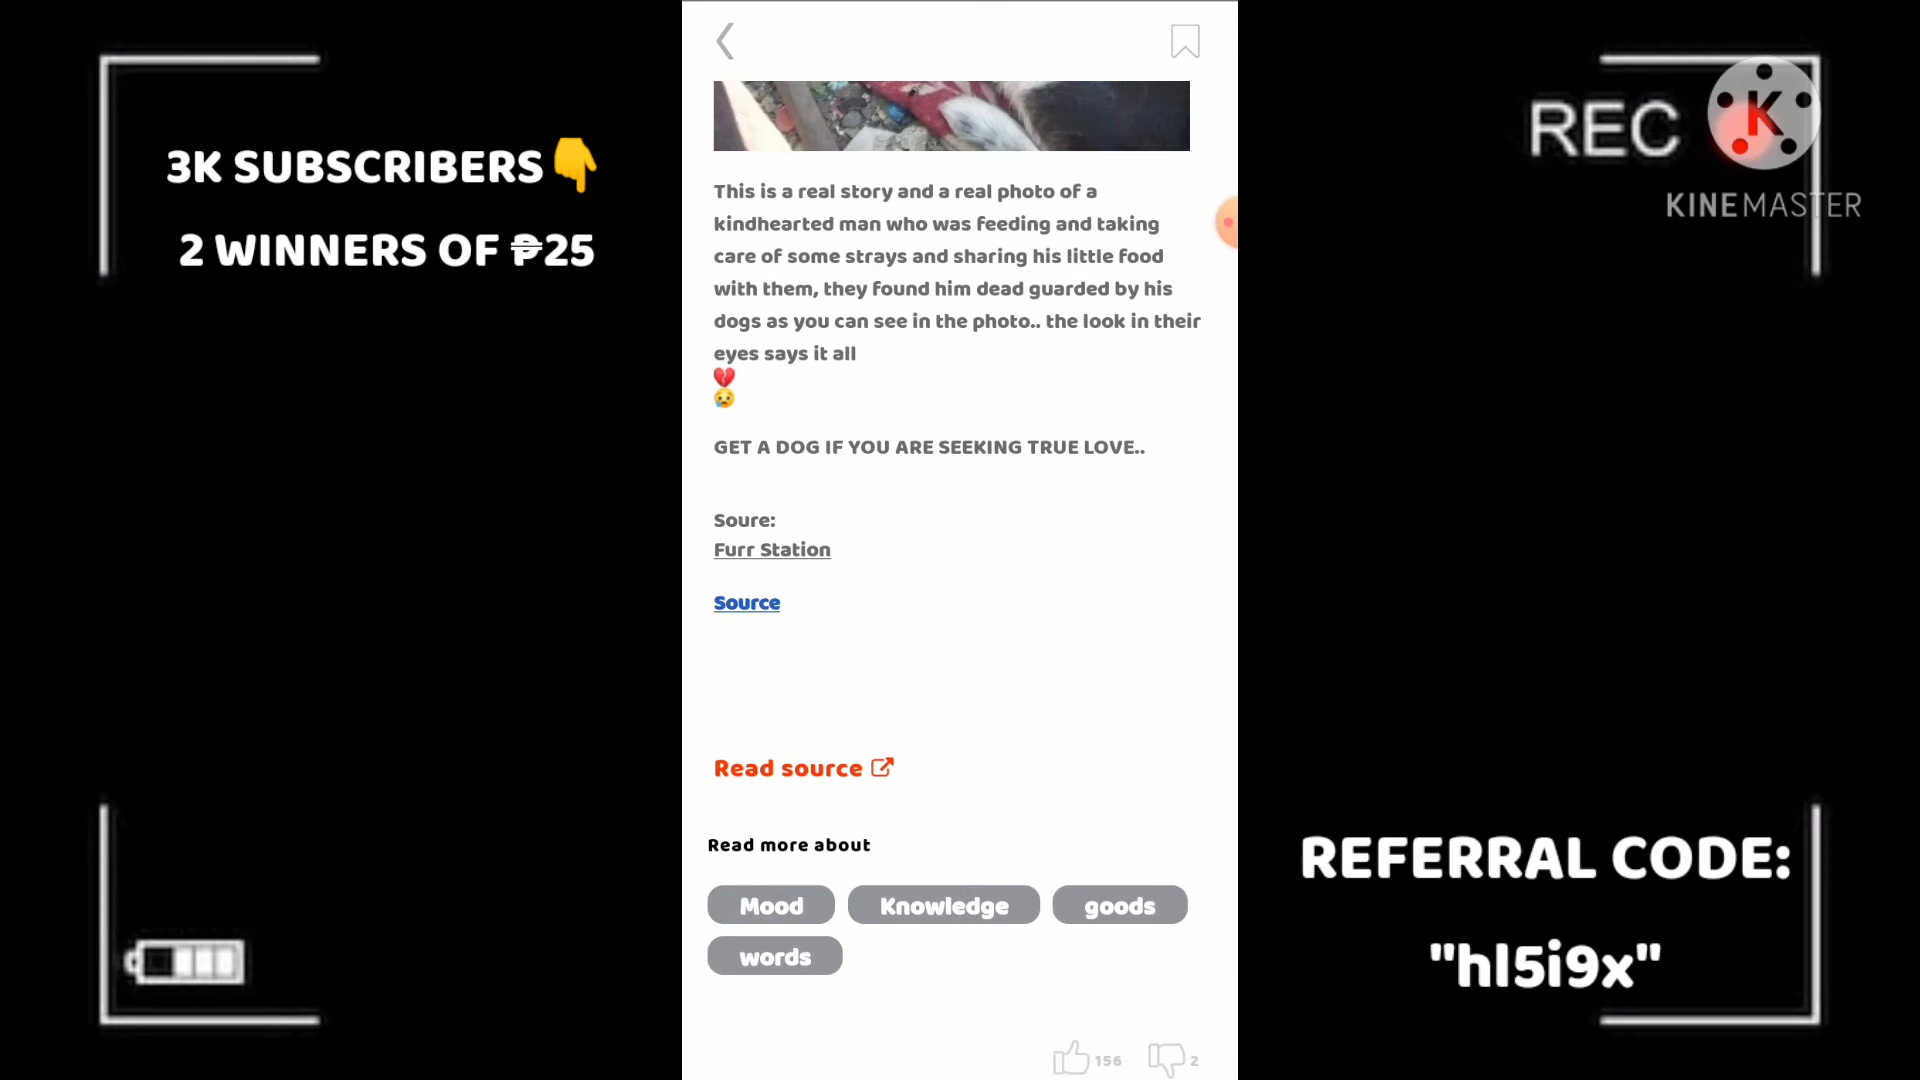 3K SUBSCRIBERS👇
2 WINNERS OF ₱25
REC
K
KINEMASTER
This is a real story and a real photo of a
kindhearted man who was feeding and taking
care of some strays and sharing his little food
with them, they found him dead guarded by his
dogs as you can see in the photo.. the look in their
eyes says it all
💔
😢
GET A DOG IF YOU ARE SEEKING TRUE LOVE..
Soure:
Furr Station
Source
Read source
Read more about
Mood
Knowledge
goods
words
156
2
REFERRAL CODE:
"hl5i9x"